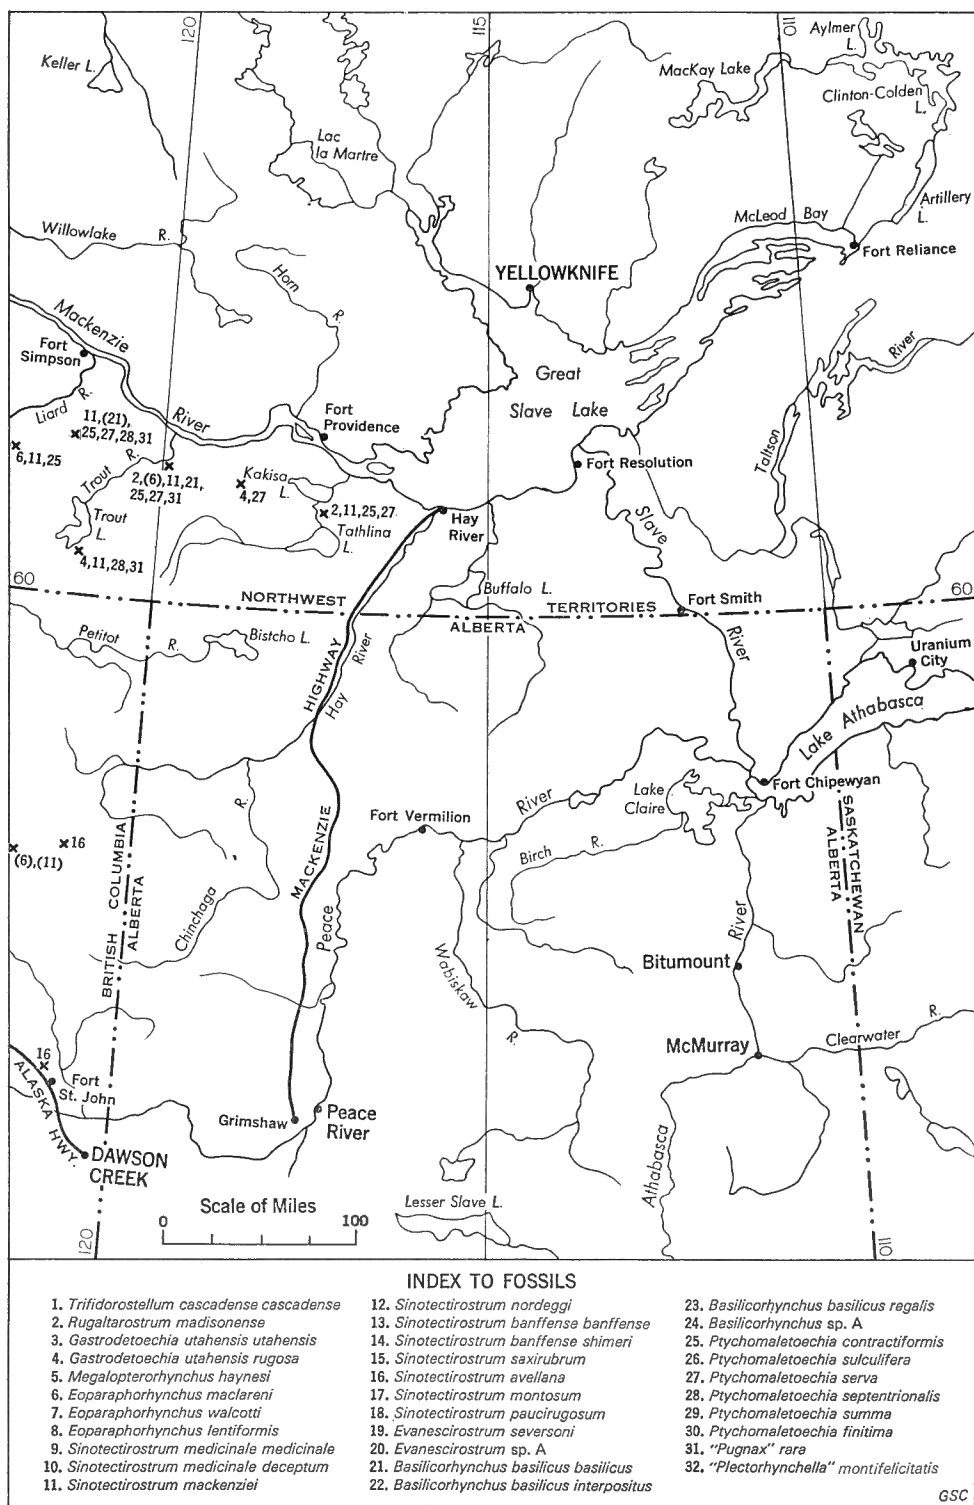 120
115
110
Keller L.
Aylmer
L.
MacKay Lake
Clinton-Colden
L.
Lac
la Martre
Artillery
L.
McLeod Bay
Fort Reliance
Willowlake R.
YELLOWKNIFE
Horn
R.
Mackenzie
Fort
Simpson
River
Great
Slave Lake
Liard R.
11,(21),
25,27,28,31
River
Fort
Providence
Taltson
6,11,25
Trout R.
2,(6),11,21,
25,27,31
Kakisa
L.
4,27
Fort Resolution
Trout
L.
2,11,25,27
Tathlina
L.
Hay
River
Slave
4,11,28,31
60
Buffalo L.
60
NORTHWEST TERRITORIES
ALBERTA
Fort Smith
Petitot R.
Bistcho L.
River
Uranium
City
HIGHWAY
Hay River
Lake Athabasca
R.
Fort Chipewyan
Lake
Claire
River
Fort Vermilion
MACKENZIE
16
(6),(11)
Birch R.
SASKATCHEWAN
ALBERTA
BRITISH COLUMBIA
ALBERTA
Chinchaga
Peace
Wabiskaw
R.
River
Bitumount
McMurray
Clearwater R.
16
ALASKA HWY.
Fort
St. John
Grimshaw
Peace
River
DAWSON
CREEK
Athabasca
Scale of Miles
0 100
Lesser Slave L.
120
110
INDEX TO FOSSILS
1. Trifidorostellum cascadense cascadense
2. Rugaltarostrum madisonense
3. Gastrodetoechia utahensis utahensis
4. Gastrodetoechia utahensis rugosa
5. Megalopterorhynchus haynesi
6. Eoparaphorhynchus maclareni
7. Eoparaphorhynchus walcotti
8. Eoparaphorhynchus lentiformis
9. Sinotectirostrum medicinale medicinale
10. Sinotectirostrum medicinale deceptum
11. Sinotectirostrum mackenziei
12. Sinotectirostrum nordeggi
13. Sinotectirostrum banffense banffense
14. Sinotectirostrum banffense shimeri
15. Sinotectirostrum saxirubrum
16. Sinotectirostrum avellana
17. Sinotectirostrum montosum
18. Sinotectirostrum paucirugosum
19. Evanescirostrum seversoni
20. Evanescirostrum sp. A
21. Basilicorhynchus basilicus basilicus
22. Basilicorhynchus basilicus interpositus
23. Basilicorhynchus basilicus regalis
24. Basilicorhynchus sp. A
25. Ptychomaletoechia contractiformis
26. Ptychomaletoechia sulculifera
27. Ptychomaletoechia serva
28. Ptychomaletoechia septentrionalis
29. Ptychomaletoechia summa
30. Ptychomaletoechia finitima
31. "Pugnax" rara
32. "Plectorhynchella" montifelicitatis
GSC